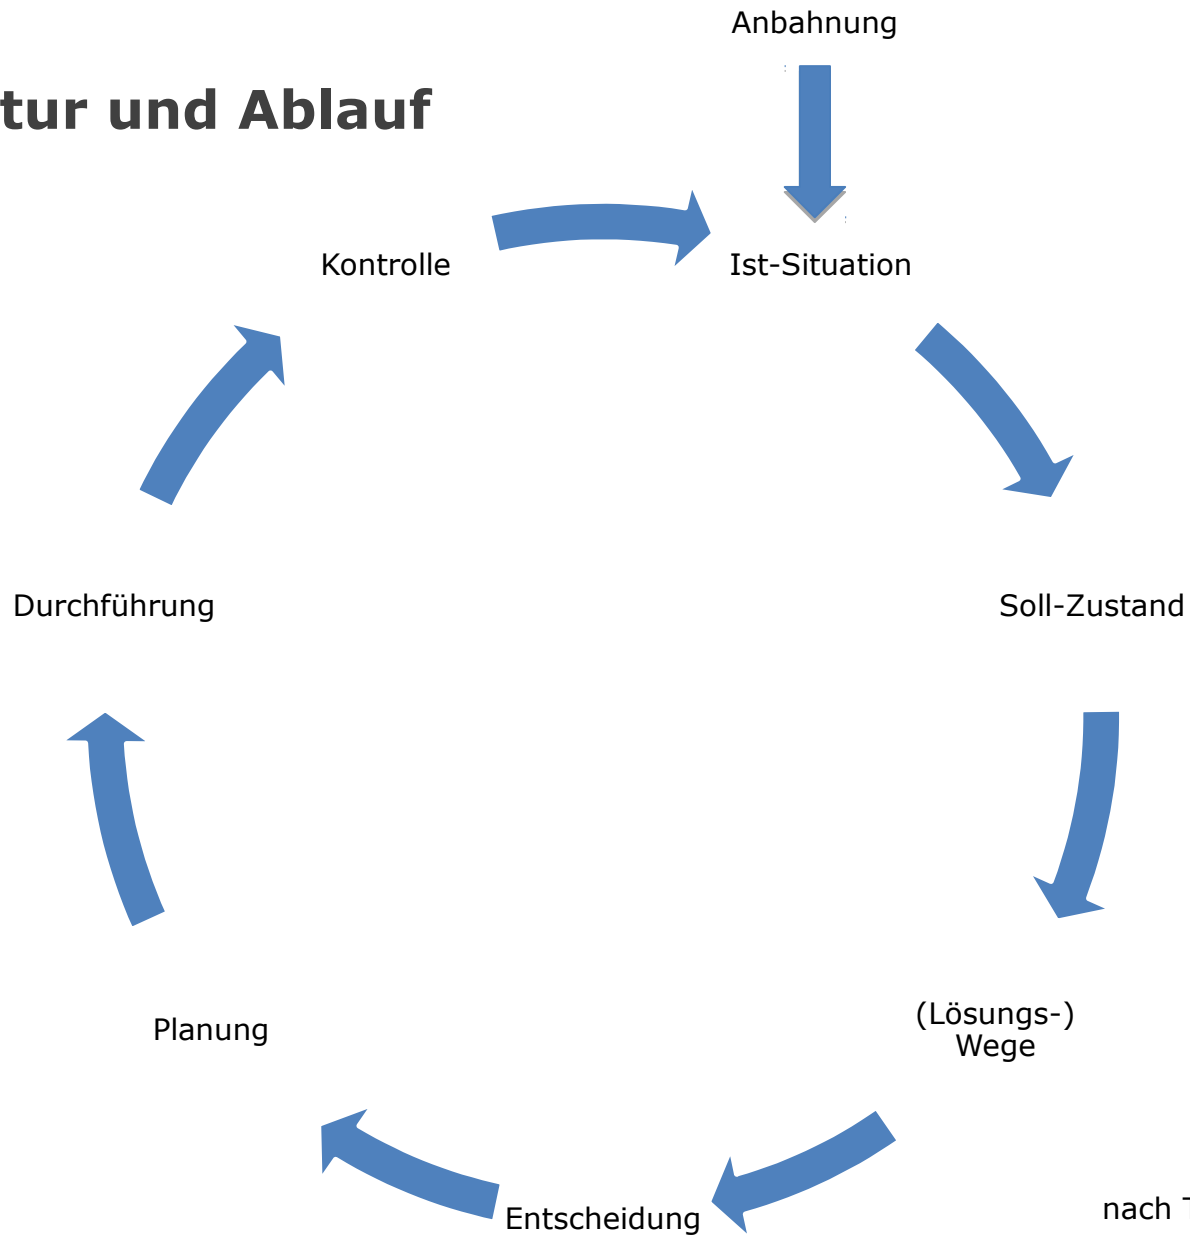 Anbahnung
tur und Ablauf
Kontrolle
Ist-Situation
Durchführung
Soll-Zustand
(Lösungs-)
Wege
Planung
Entscheidung
nach